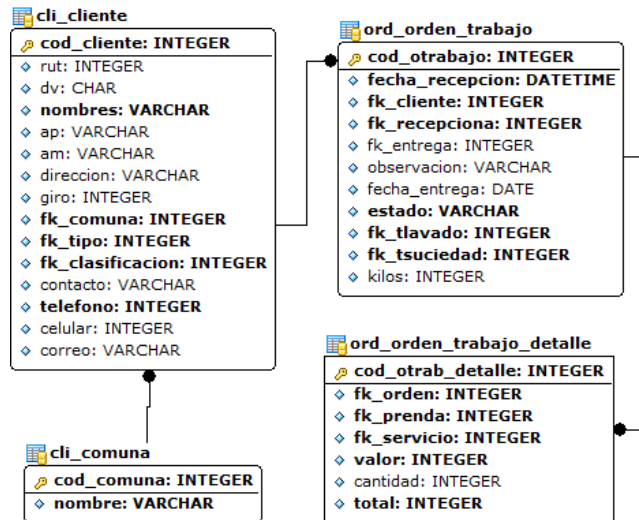 cli_cliente
cod_cliente: INTEGER
rut: INTEGER
dv: CHAR
nombres: VARCHAR
ap: VARCHAR
am: VARCHAR
direccion: VARCHAR
giro: INTEGER
fk_comuna: INTEGER
fk_tipo: INTEGER
fk_clasificacion: INTEGER
contacto: VARCHAR
telefono: INTEGER
celular: INTEGER
correo: VARCHAR
ord_orden_trabajo
cod_otrabajo: INTEGER
fecha_recepcion: DATETIME
fk_cliente: INTEGER
fk_recepciona: INTEGER
fk_entrega: INTEGER
observacion: VARCHAR
fecha_entrega: DATE
estado: VARCHAR
fk_tlavado: INTEGER
fk_tsuciedad: INTEGER
kilos: INTEGER
cli_comuna
cod_comuna: INTEGER
nombre: VARCHAR
ord_orden_trabajo_detalle
cod_otrab_detalle: INTEGER
fk_orden: INTEGER
fk_prenda: INTEGER
fk_servicio: INTEGER
valor: INTEGER
cantidad: INTEGER
total: INTEGER